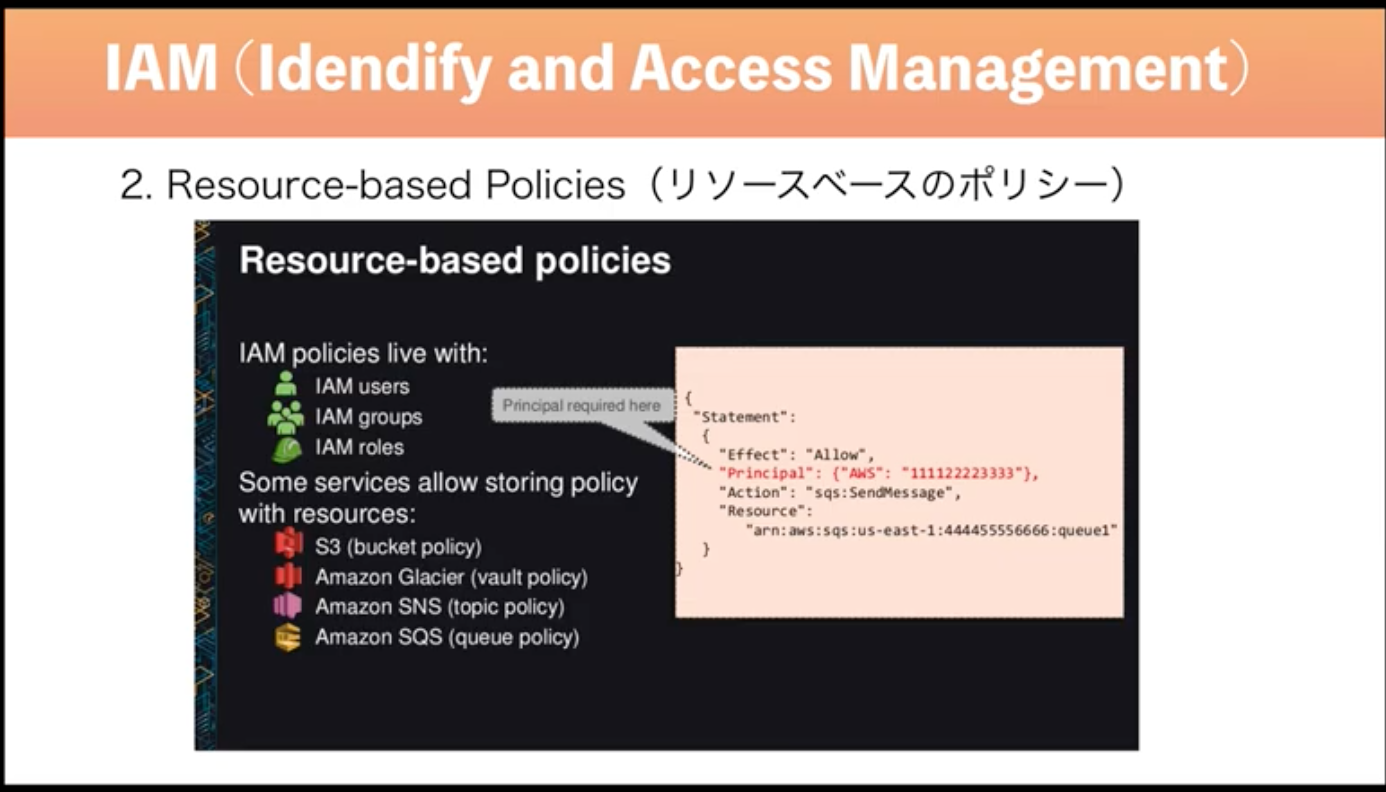 IAM（Idendify and Access Management）
2. Resource-based Policies（リソースベースのポリシー）
Resource-based policies
IAM policies live with:
IAM users
IAM groups
IAM roles
Some services allow storing policy
with resources:
S3 (bucket policy)
Amazon Glacier (vault policy)
Amazon SNS (topic policy)
Amazon SQS (queue policy)
Principal required here
{
"Statement":
{
"Effect": "Allow",
"Principal": {"AWS": "111122223333"},
"Action": "sqs:SendMessage",
"Resource":
"arn:aws:sqs:us-east-1:444455556666:queue1"
}
}